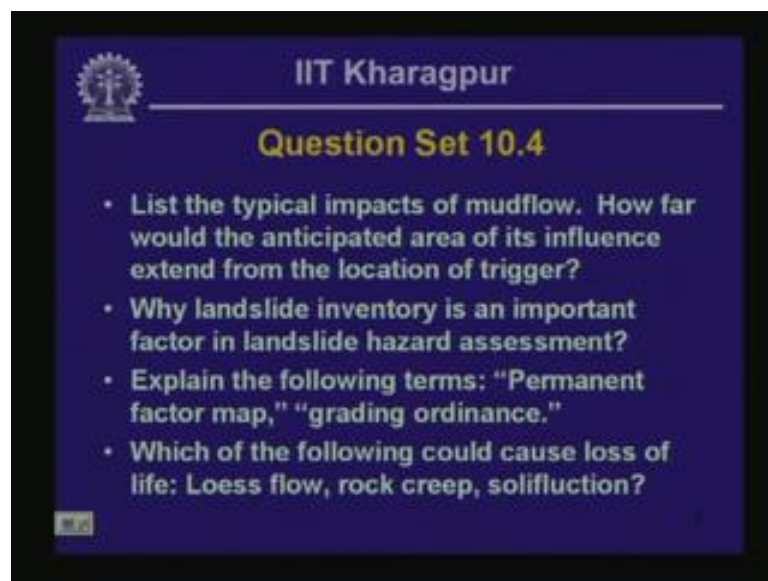 IIT Kharagpur
Question Set 10.4
• List the typical impacts of mudflow. How far
would the anticipated area of its influence
extend from the location of trigger?
• Why landslide inventory is an important
factor in landslide hazard assessment?
• Explain the following terms: “Permanent
factor map,” “grading ordinance.”
• Which of the following could cause loss of
life: Loess flow, rock creep, solifluction?